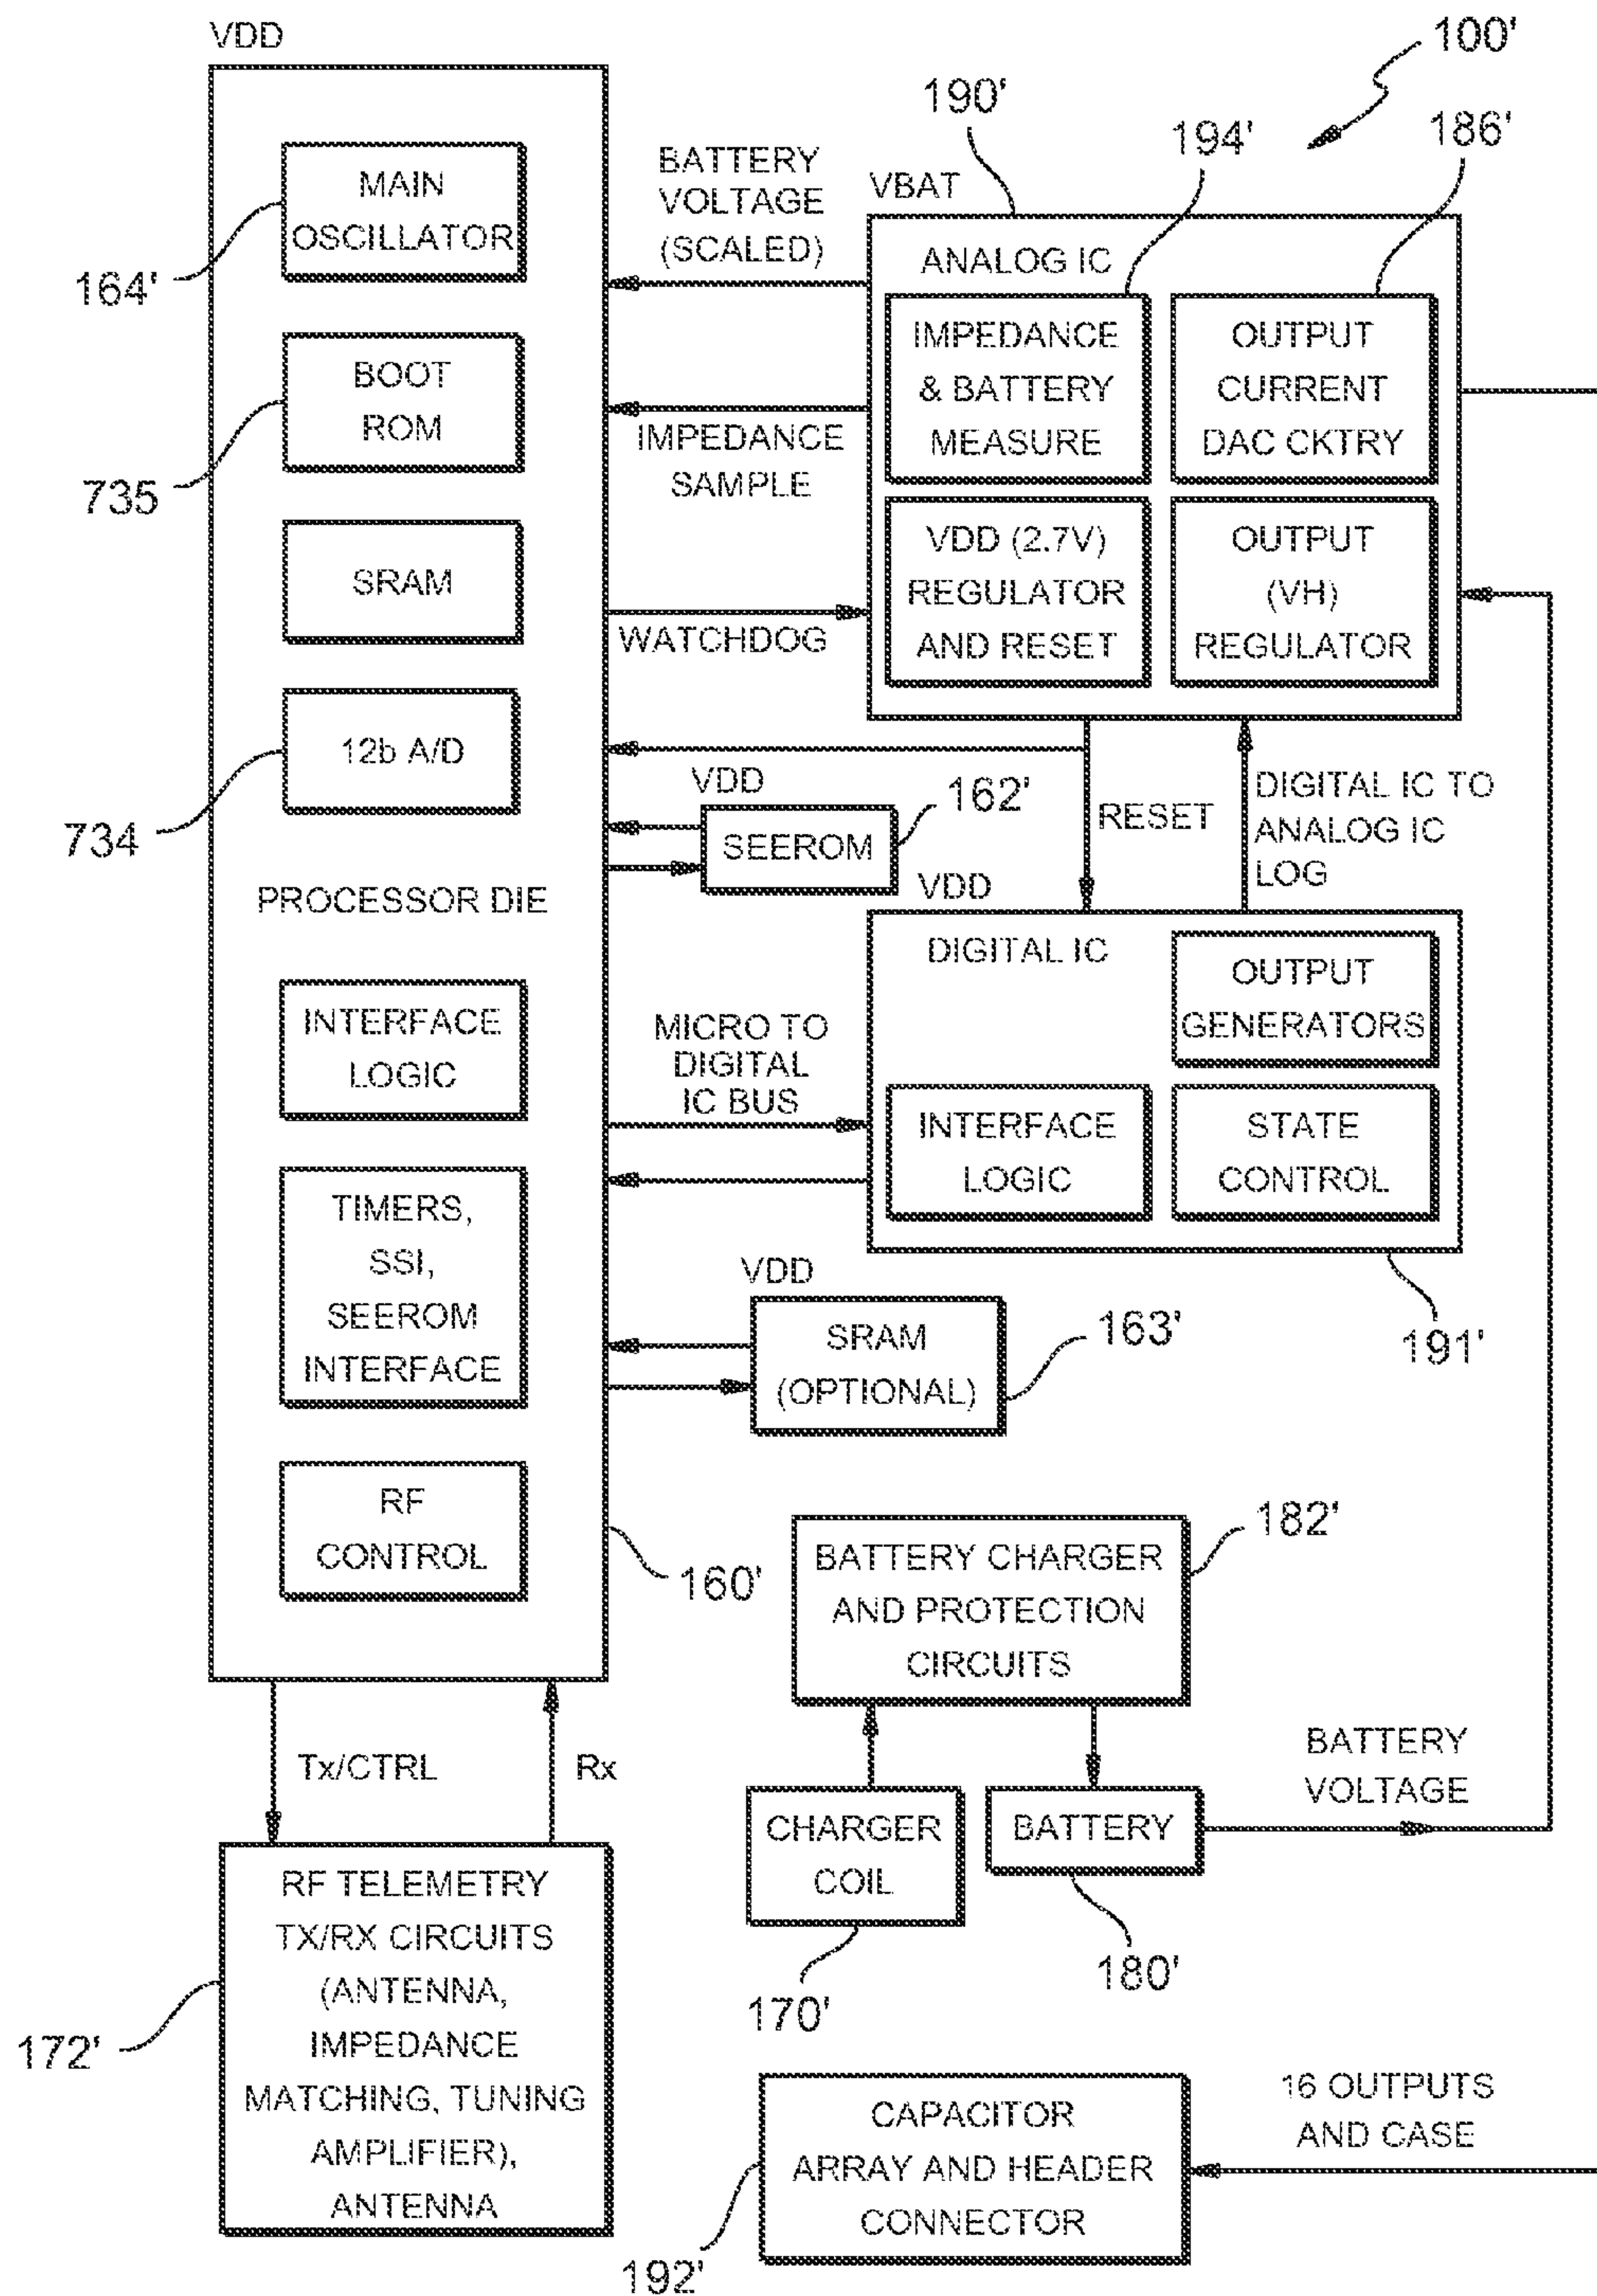 VDD
100'
190'
194'
186'
MAIN
OSCILLATOR
164'
BATTERY
VOLTAGE
(SCALED)
VBAT
ANALOG IC
IMPEDANCE
& BATTERY
MEASURE
OUTPUT
CURRENT
DAC CKTRY
BOOT
ROM
735
IMPEDANCE
SAMPLE
VDD (2.7V)
REGULATOR
AND RESET
OUTPUT
(VH)
REGULATOR
SRAM
WATCHDOG
12b A/D
734
VDD
SEEROM
162'
RESET
DIGITAL IC TO
ANALOG IC
LOG
PROCESSOR DIE
VDD
DIGITAL IC
OUTPUT
GENERATORS
INTERFACE
LOGIC
MICRO TO
DIGITAL
IC BUS
INTERFACE
LOGIC
STATE
CONTROL
191'
TIMERS,
SSI,
SEEROM
INTERFACE
VDD
SRAM
(OPTIONAL)
163'
RF
CONTROL
160'
BATTERY CHARGER
AND PROTECTION
CIRCUITS
182'
Tx/CTRL
Rx
CHARGER
COIL
170'
BATTERY
180'
BATTERY
VOLTAGE
RF TELEMETRY
TX/RX CIRCUITS
(ANTENNA,
IMPEDANCE
MATCHING, TUNING
AMPLIFIER),
ANTENNA
172'
CAPACITOR
ARRAY AND HEADER
CONNECTOR
192'
16 OUTPUTS
AND CASE